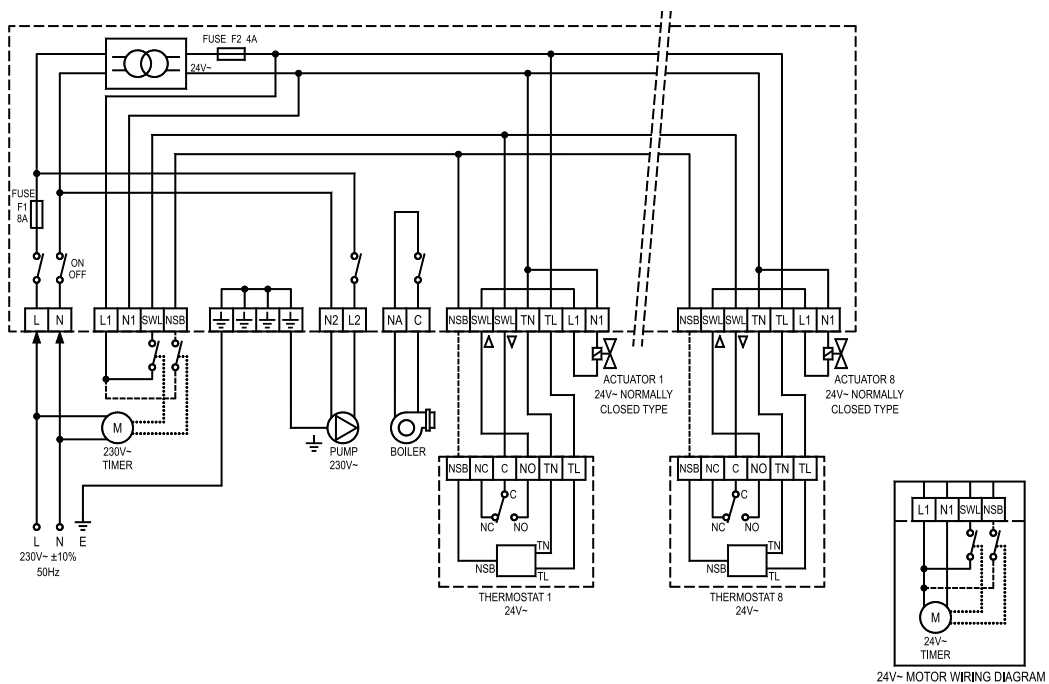 FUSE F2 4A
24V~
FUSE
F1
8A
ON
OFF
L N L1 N1 SWL NSB N2 L2 NA C NSB SWL SWL TN TL L1 N1 NSB SWL SWL TN TL L1 N1
ACTUATOR 1
24V~ NORMALLY
CLOSED TYPE
ACTUATOR 8
24V~ NORMALLY
CLOSED TYPE
M
230V~
TIMER
PUMP
230V~
BOILER
NSB NC C NO TN TL
C
NC NO
TN
NSB
TL
THERMOSTAT 1
24V~
NSB NC C NO TN TL
C
NC NO
TN
NSB
TL
THERMOSTAT 8
24V~
L N E
230V~ ±10%
50Hz
L1 N1 SWL NSB
M
24V~
TIMER
24V~ MOTOR WIRING DIAGRAM